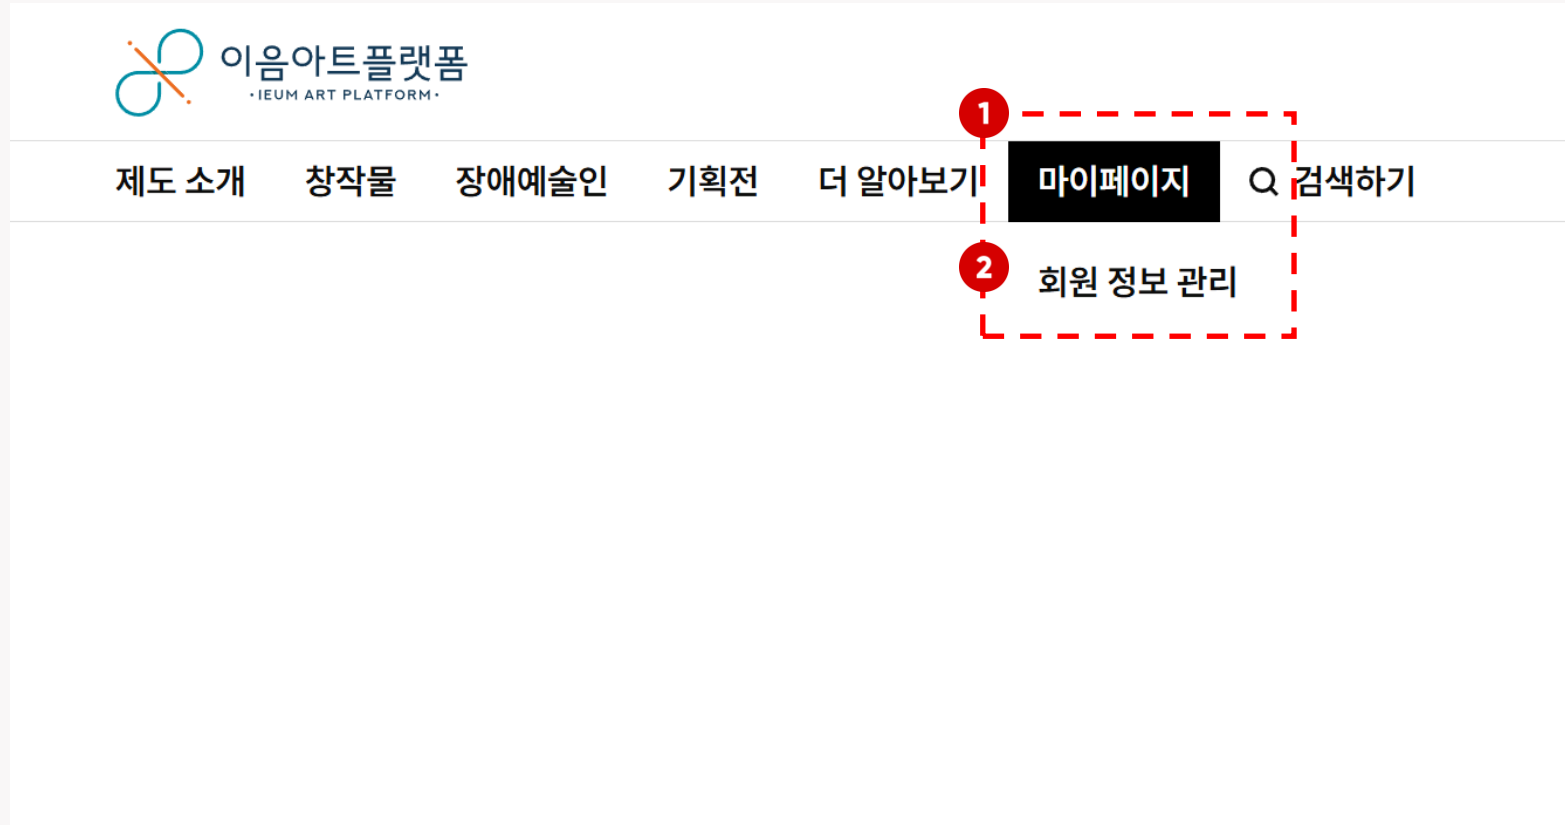 이음아트플랫폼
·IEUM ART PLATFORM·
1
제도 소개 창작물 장애예술인 기획전 더 알아보기 마이페이지 검색하기
2
회원 정보 관리